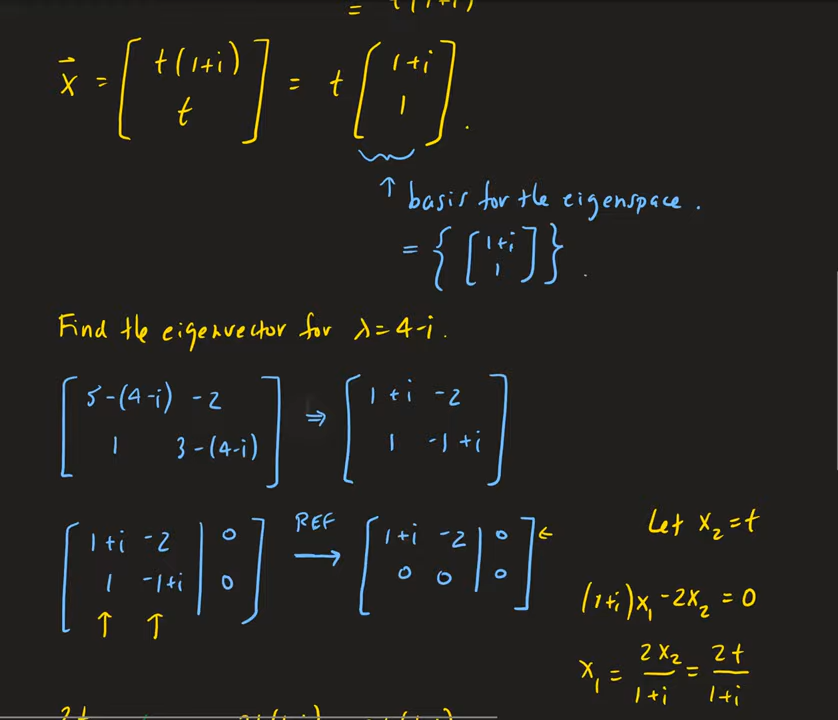 = t(1+i)
x⃗ = [ t(1+i) ; t ] = t [ 1+i ; 1 ] .
↑ basis for the eigenspace.
= { [ 1+i ; 1 ] } .
Find the eigenvector for λ=4-i.
[ 5-(4-i) -2 ; 1 3-(4-i) ] ⇒ [ 1+i -2 ; 1 -1+i ]
[ 1+i -2 | 0 ; 1 -1+i | 0 ] REF → [ 1+i -2 | 0 ; 0 0 | 0 ] ←
↑ ↑
Let x₂=t
(1+i)x₁-2x₂=0
x₁ = 2x₂/1+i = 2t/1+i